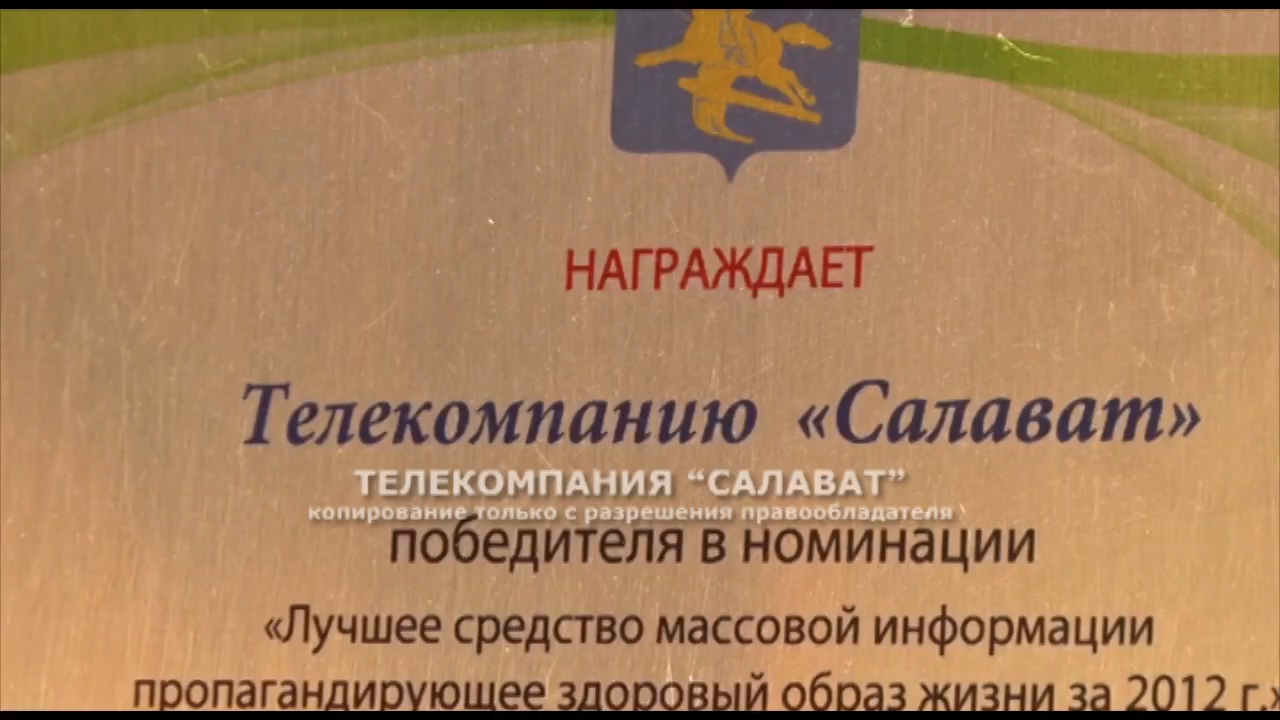 НАГРАЖДАЕТ
Телекомпанию «Салават»
ТЕЛЕКОМПАНИЯ “САЛАВАТ”
копирование только с разрешения правообладателя
победителя в номинации
«Лучшее средство массовой информации
пропагандирующее здоровый образ жизни за 2012 г.»